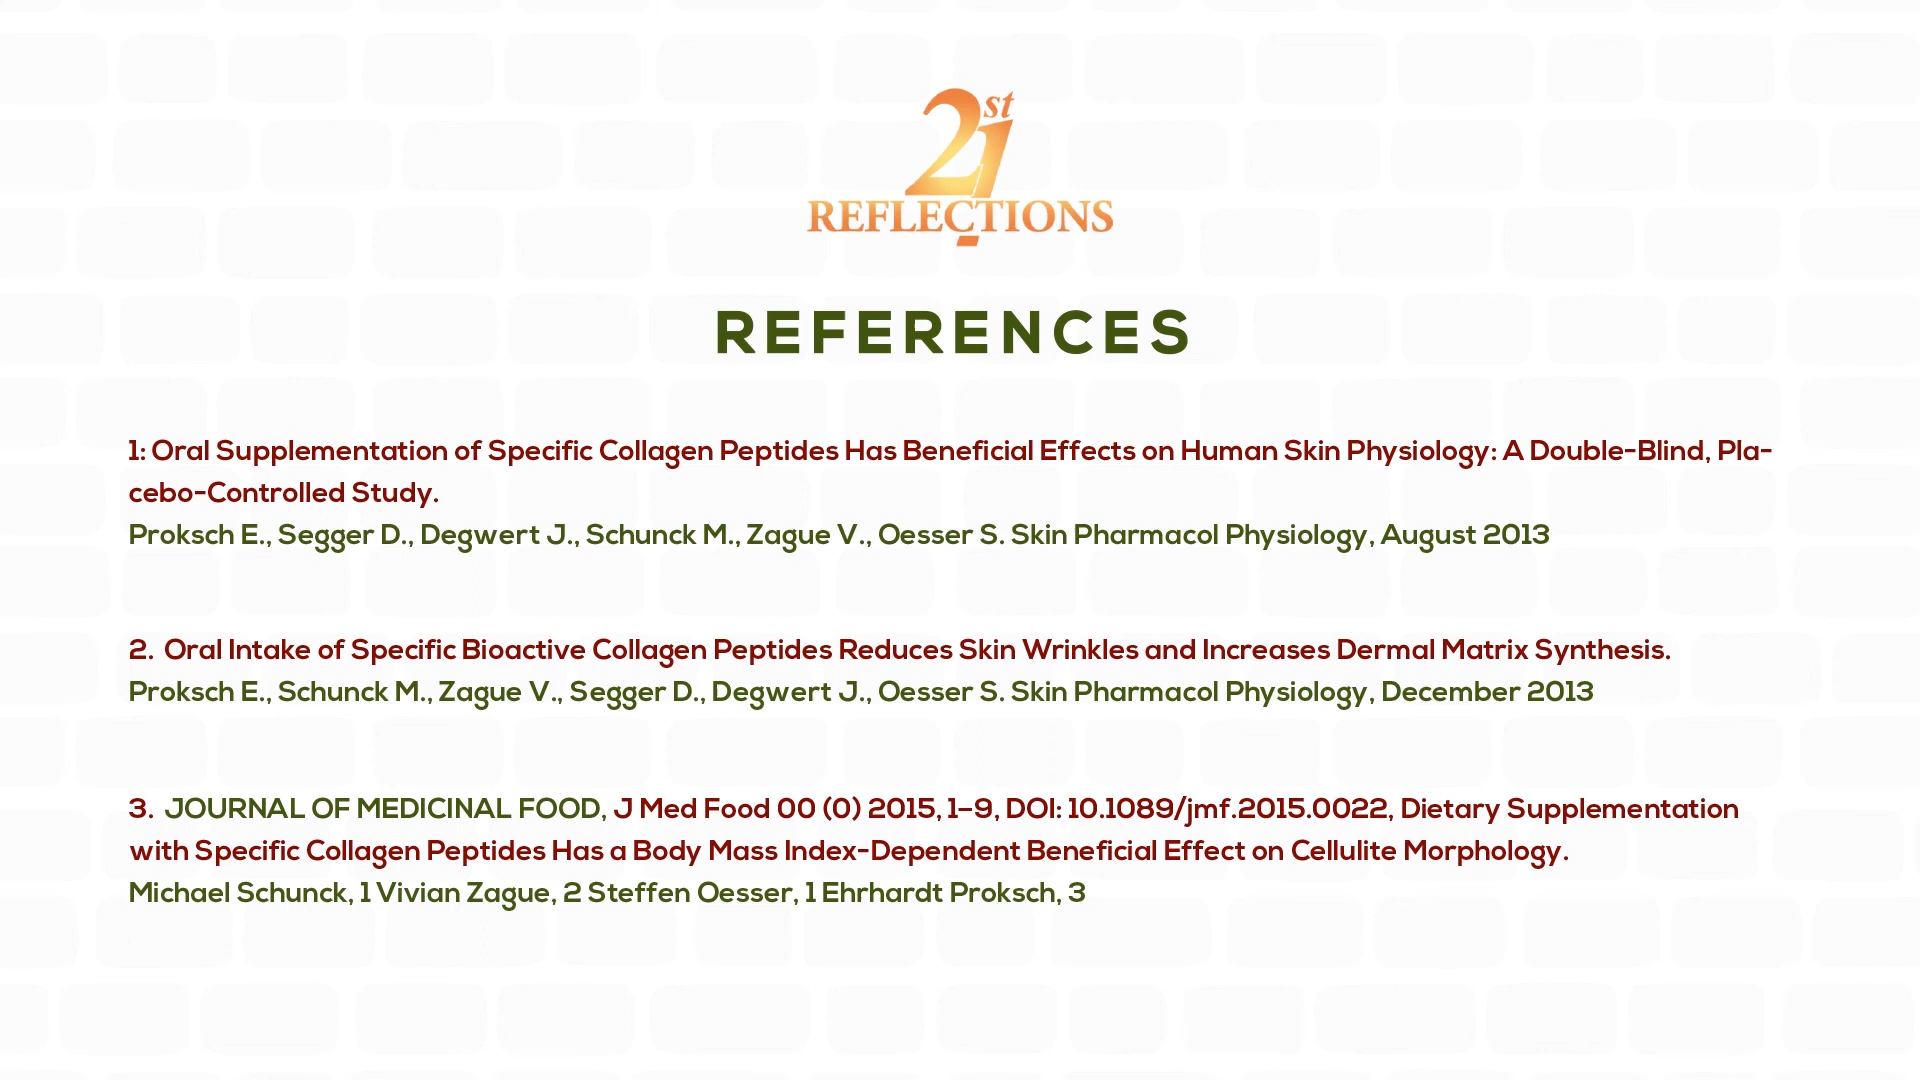 21st
REFLECTIONS
REFERENCES
1: Oral Supplementation of Specific Collagen Peptides Has Beneficial Effects on Human Skin Physiology: A Double-Blind, Pla-
cebo-Controlled Study.
Proksch E., Segger D., Degwert J., Schunck M., Zague V., Oesser S. Skin Pharmacol Physiology, August 2013
2. Oral Intake of Specific Bioactive Collagen Peptides Reduces Skin Wrinkles and Increases Dermal Matrix Synthesis.
Proksch E., Schunck M., Zague V., Segger D., Degwert J., Oesser S. Skin Pharmacol Physiology, December 2013
3. JOURNAL OF MEDICINAL FOOD, J Med Food 00 (0) 2015, 1–9, DOI: 10.1089/jmf.2015.0022, Dietary Supplementation
with Specific Collagen Peptides Has a Body Mass Index-Dependent Beneficial Effect on Cellulite Morphology.
Michael Schunck, 1 Vivian Zague, 2 Steffen Oesser, 1 Ehrhardt Proksch, 3